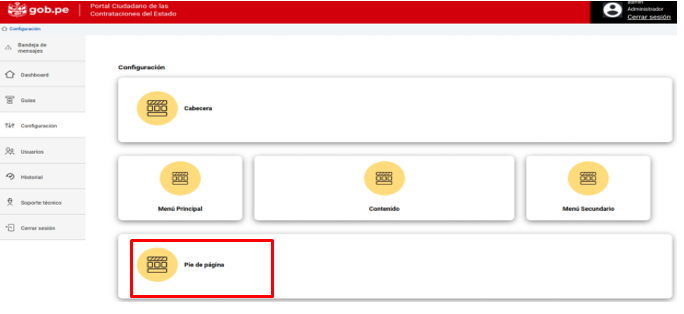 gob.pe
Portal Ciudadano de las
Contrataciones del Estado
admin
Administrador
Cerrar sesión
Configuración
Bandeja de
mensajes
Dashboard
Guías
Configuración
Usuarios
Historial
Soporte técnico
Cerrar sesión
Configuración
Cabecera
Menú Principal
Contenido
Menú Secundario
Pie de página